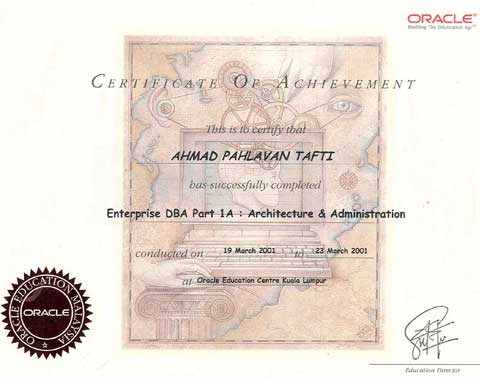 ORACLE®
Enabling The Information Age™
CERTIFICATE OF ACHIEVEMENT
This is to certify that
AHMAD PAHLAVAN TAFTI
has successfully completed
Enterprise DBA Part 1A : Architecture & Administration
conducted on 19 March 2001 to 23 March 2001
at Oracle Education Centre Kuala Lumpur
ORACLE EDUCATION MALAYSIA
ORACLE
Education Director